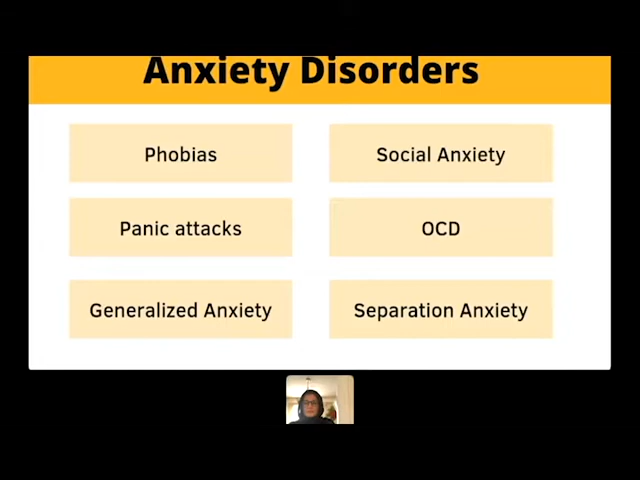 Anxiety Disorders
Phobias
Social Anxiety
Panic attacks
OCD
Generalized Anxiety
Separation Anxiety